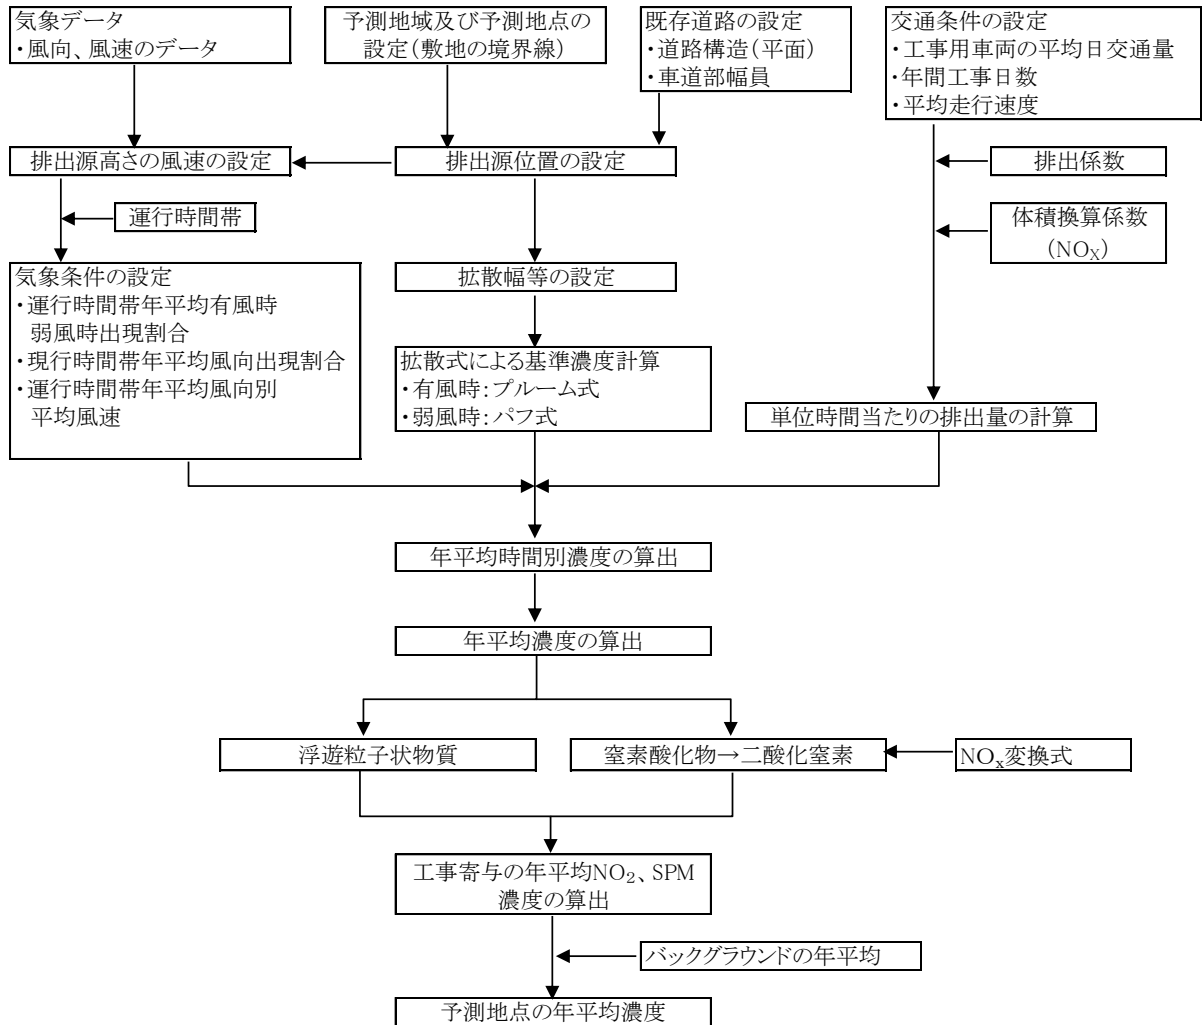 気象データ
・風向、風速のデータ
予測地域及び予測地点の
設定(敷地の境界線)
既存道路の設定
・道路構造(平面)
・車道部幅員
交通条件の設定
・工事用車両の平均日交通量
・年間工事日数
・平均走行速度
排出源高さの風速の設定
排出源位置の設定
排出係数
運行時間帯
体積換算係数
(NOX)
気象条件の設定
・運行時間帯年平均有風時
弱風時出現割合
・現行時間帯年平均風向出現割合
・運行時間帯年平均風向別
平均風速
拡散幅等の設定
拡散式による基準濃度計算
・有風時:プルーム式
・弱風時:パフ式
単位時間当たりの排出量の計算
年平均時間別濃度の算出
年平均濃度の算出
浮遊粒子状物質
窒素酸化物→二酸化窒素
NOx変換式
工事寄与の年平均NO2、SPM
濃度の算出
バックグラウンドの年平均
予測地点の年平均濃度